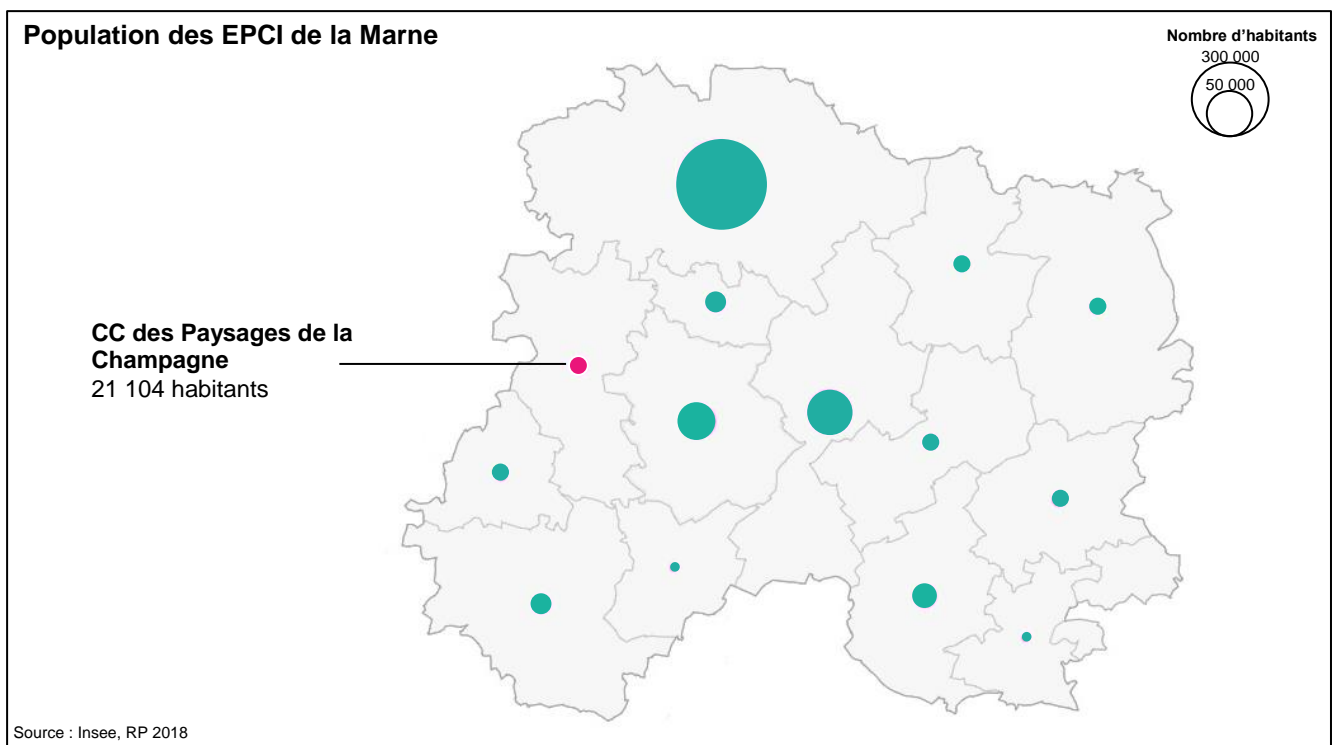 Population des EPCI de la Marne
Nombre d’habitants
300 000
50 000
CC des Paysages de la
Champagne
21 104 habitants
Source : Insee, RP 2018